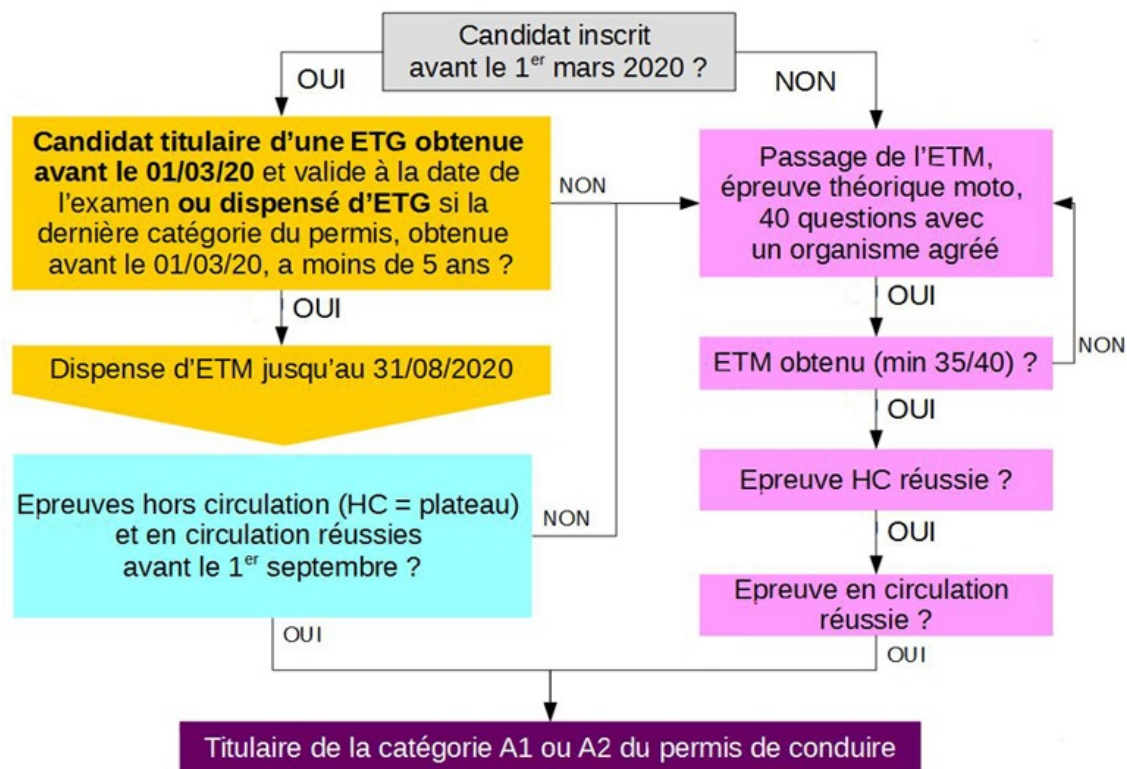 Candidat inscrit
avant le 1er mars 2020 ?
OUI
NON
Candidat titulaire d'une ETG obtenue
avant le 01/03/20 et valide à la date de
l'examen ou dispensé d'ETG si la
dernière catégorie du permis, obtenue
avant le 01/03/20, a moins de 5 ans ?
NON
OUI
Dispense d'ETM jusqu'au 31/08/2020
Epreuves hors circulation (HC = plateau)
et en circulation réussies
avant le 1er septembre ?
NON
OUI
Passage de l'ETM,
épreuve théorique moto,
40 questions avec
un organisme agréé
OUI
ETM obtenu (min 35/40) ?
NON
OUI
Epreuve HC réussie ?
OUI
Epreuve en circulation
réussie ?
OUI
Titulaire de la catégorie A1 ou A2 du permis de conduire